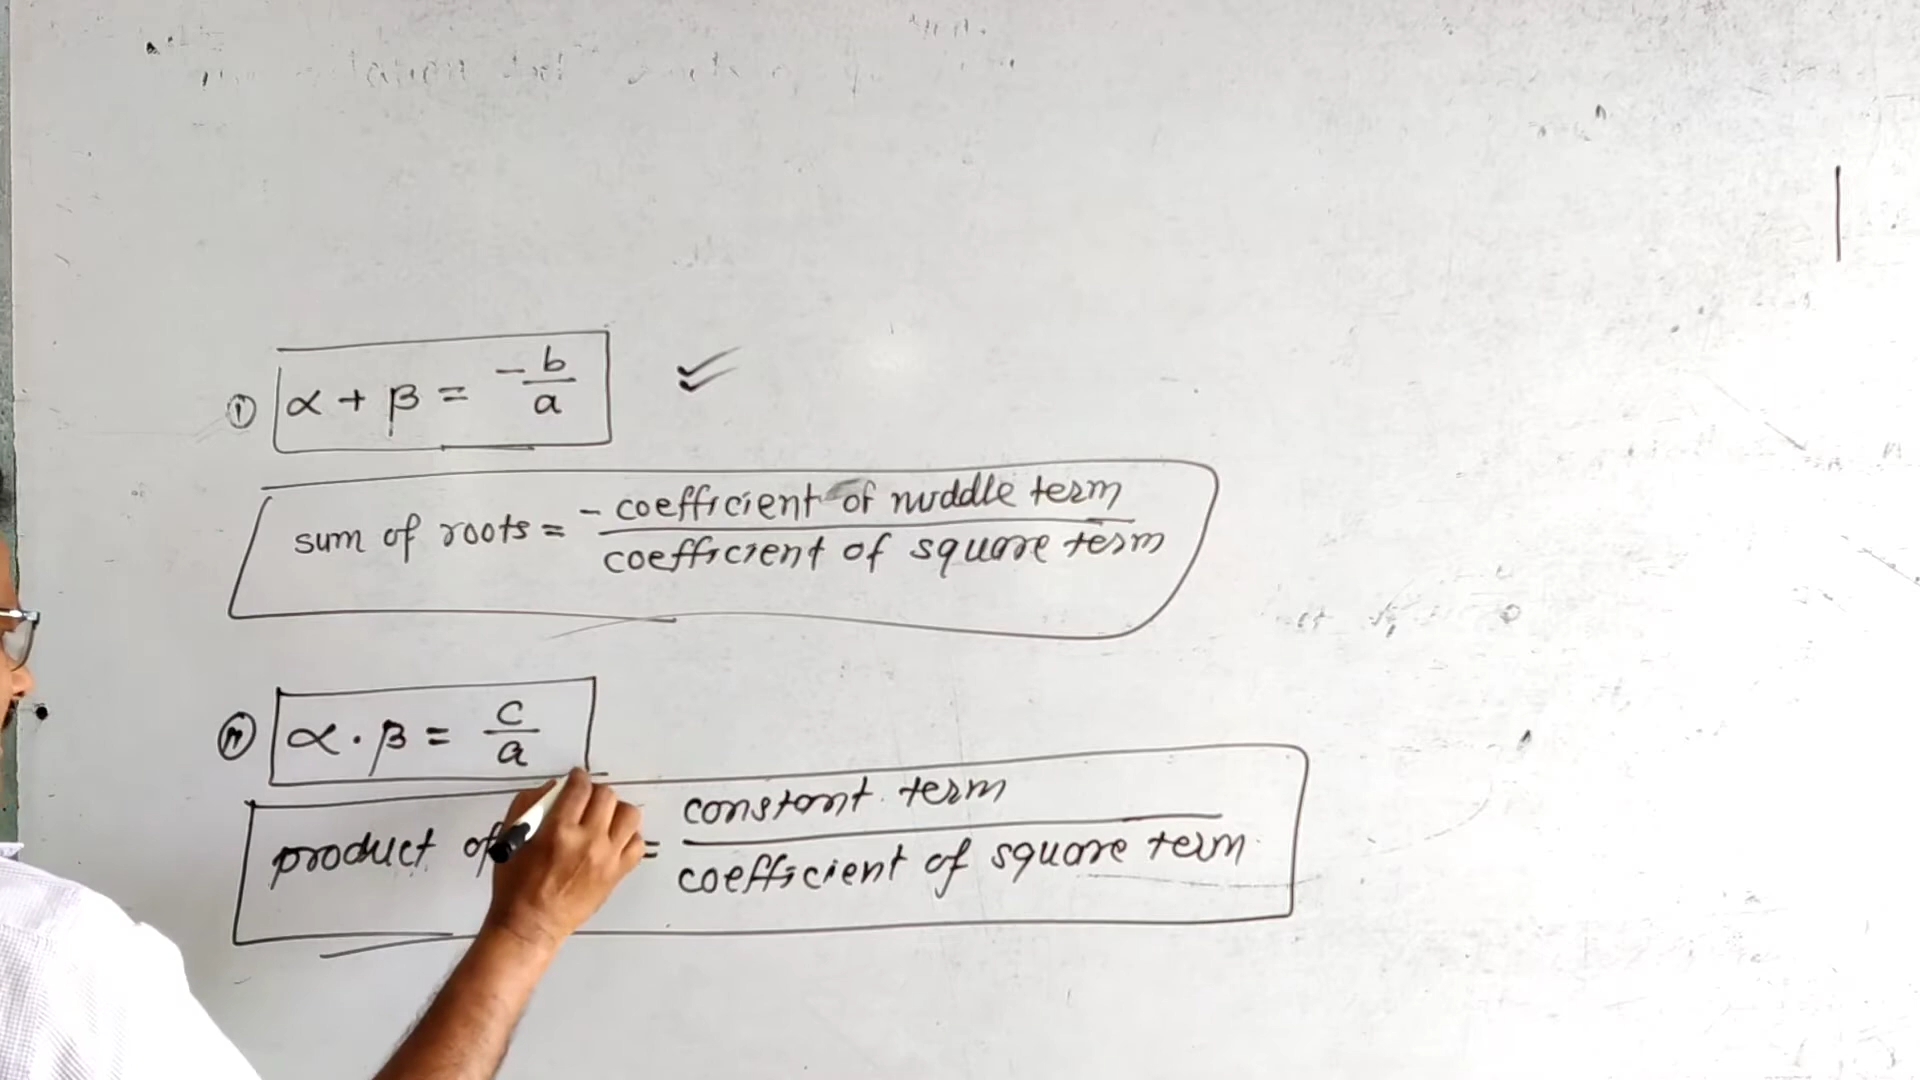 ① α + β = -b/a
sum of roots = - coefficient of middle term / coefficient of square term
α · β = c/a
product of = constant term / coefficient of square term